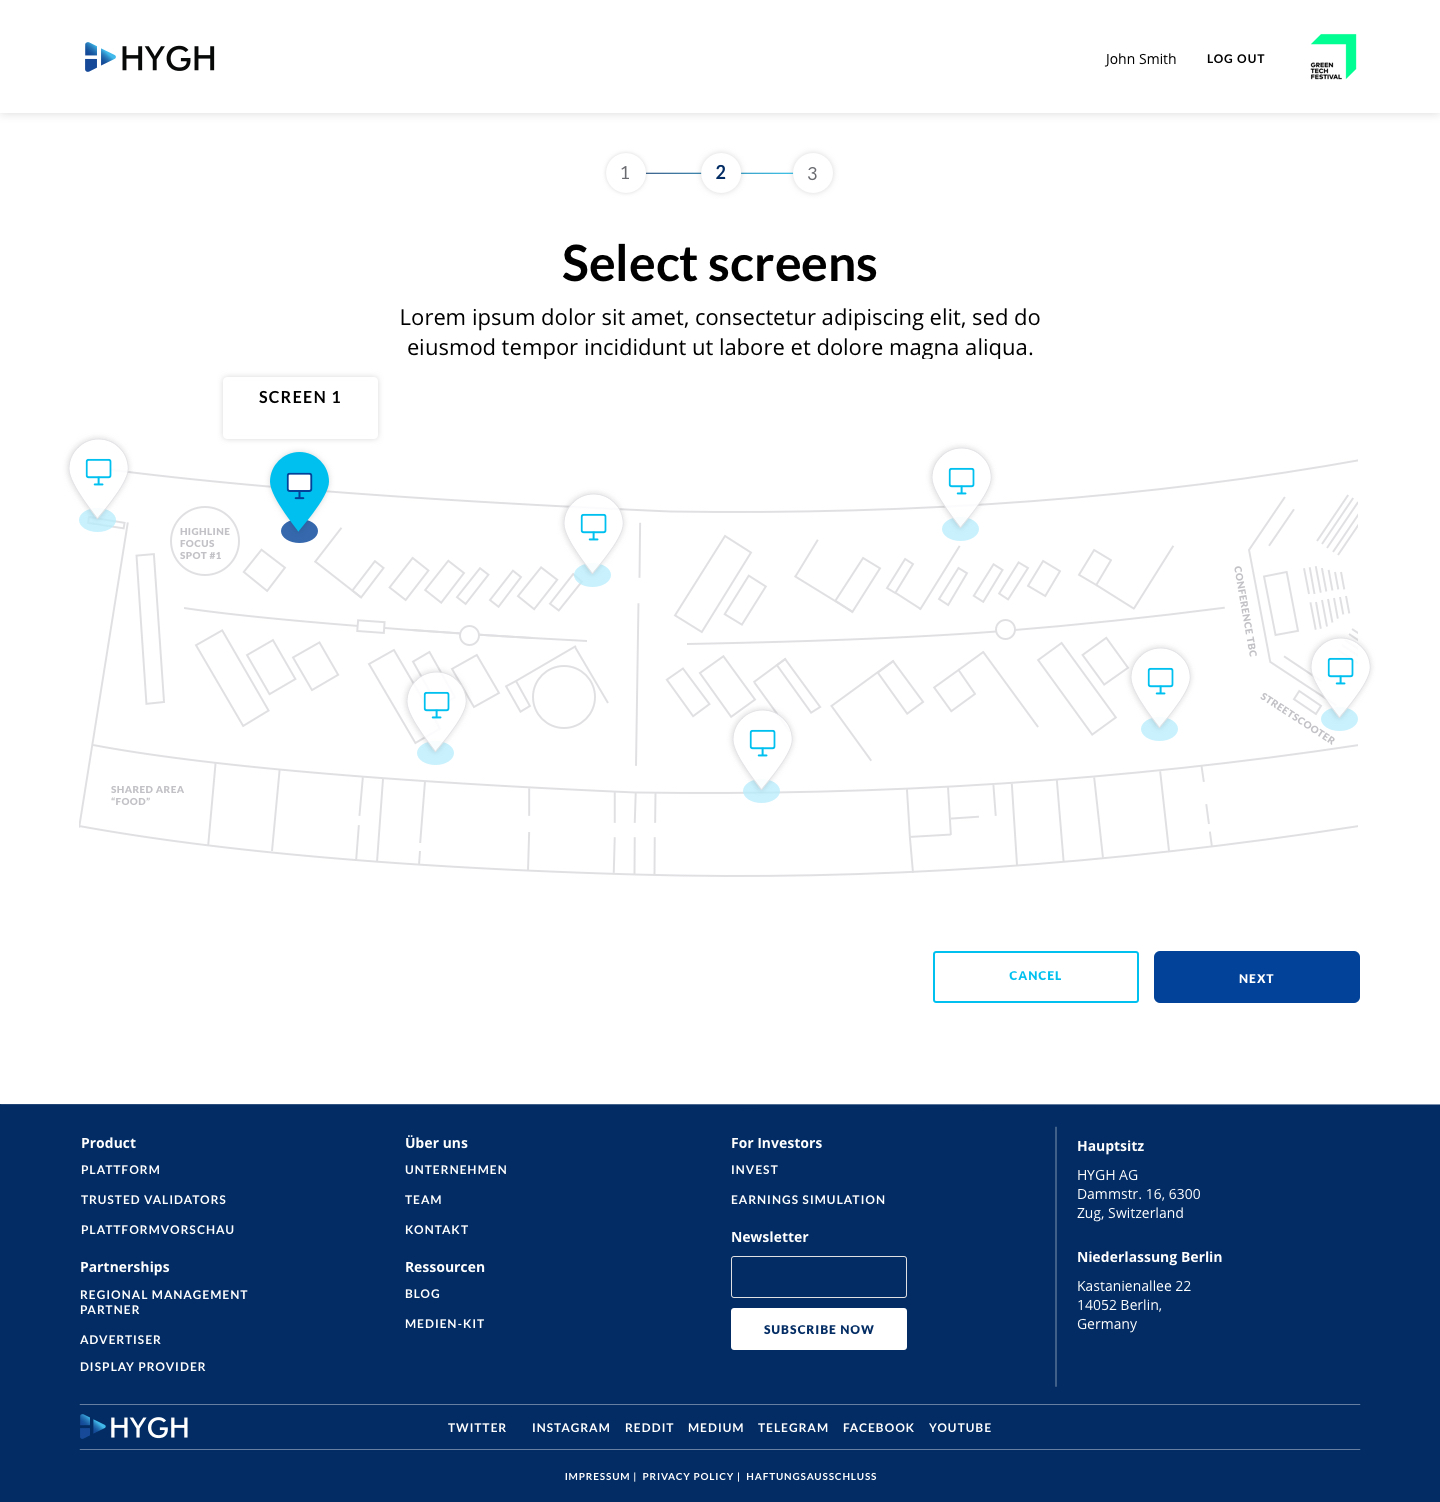 HYGH
John Smith
LOG OUT
GREEN
TECH
FESTIVAL
1
2
3
Select screens
Lorem ipsum dolor sit amet, consectetur adipiscing elit, sed do
eiusmod tempor incididunt ut labore et dolore magna aliqua.
SCREEN 1
HIGHLINE
FOCUS
SPOT #1
CONFERENCE TBC
STREETSCOOTER
SHARED AREA
“FOOD”
CANCEL
NEXT
Product
PLATTFORM
TRUSTED VALIDATORS
PLATTFORMVORSCHAU
Partnerships
REGIONAL MANAGEMENT
PARTNER
ADVERTISER
DISPLAY PROVIDER
Über uns
UNTERNEHMEN
TEAM
KONTAKT
Ressourcen
BLOG
MEDIEN-KIT
For Investors
INVEST
EARNINGS SIMULATION
Newsletter
SUBSCRIBE NOW
Hauptsitz
HYGH AG
Dammstr. 16, 6300
Zug, Switzerland
Niederlassung Berlin
Kastanienallee 22
14052 Berlin,
Germany
HYGH
TWITTER INSTAGRAM REDDIT MEDIUM TELEGRAM FACEBOOK YOUTUBE
IMPRESSUM | PRIVACY POLICY | HAFTUNGSAUSSCHLUSS